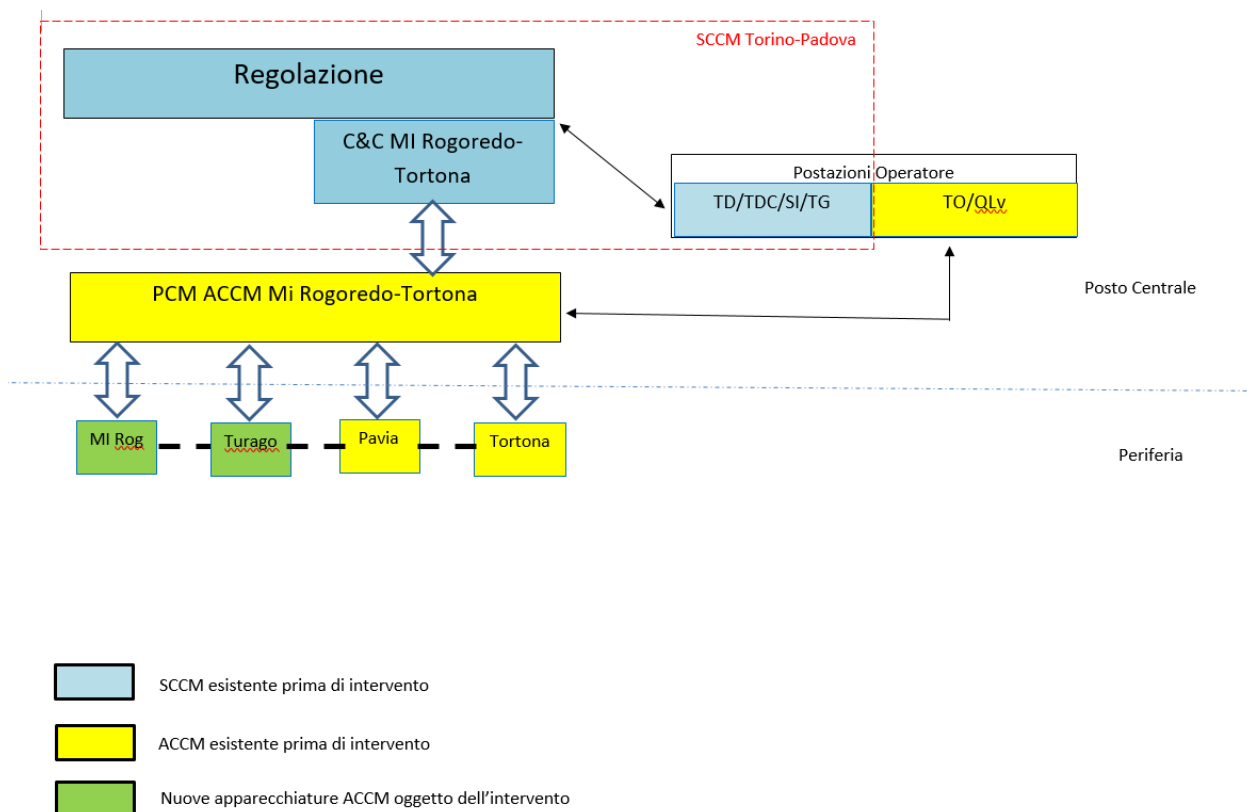 SCCM Torino-Padova
Regolazione
C&C MI Rogoredo-
Tortona
Postazioni Operatore
TD/TDC/SI/TG
TO/QLv
PCM ACCM Mi Rogoredo-Tortona
Posto Centrale
MI Rog
Turago
Pavia
Tortona
Periferia
SCCM esistente prima di intervento
ACCM esistente prima di intervento
Nuove apparecchiature ACCM oggetto dell'intervento